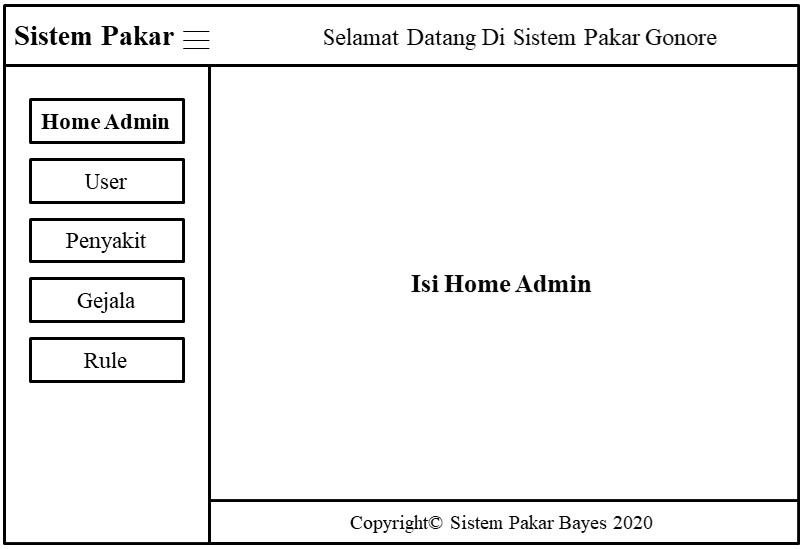 Sistem Pakar
Selamat Datang Di Sistem Pakar Gonore
Home Admin
User
Penyakit
Gejala
Rule
Isi Home Admin
Copyright© Sistem Pakar Bayes 2020